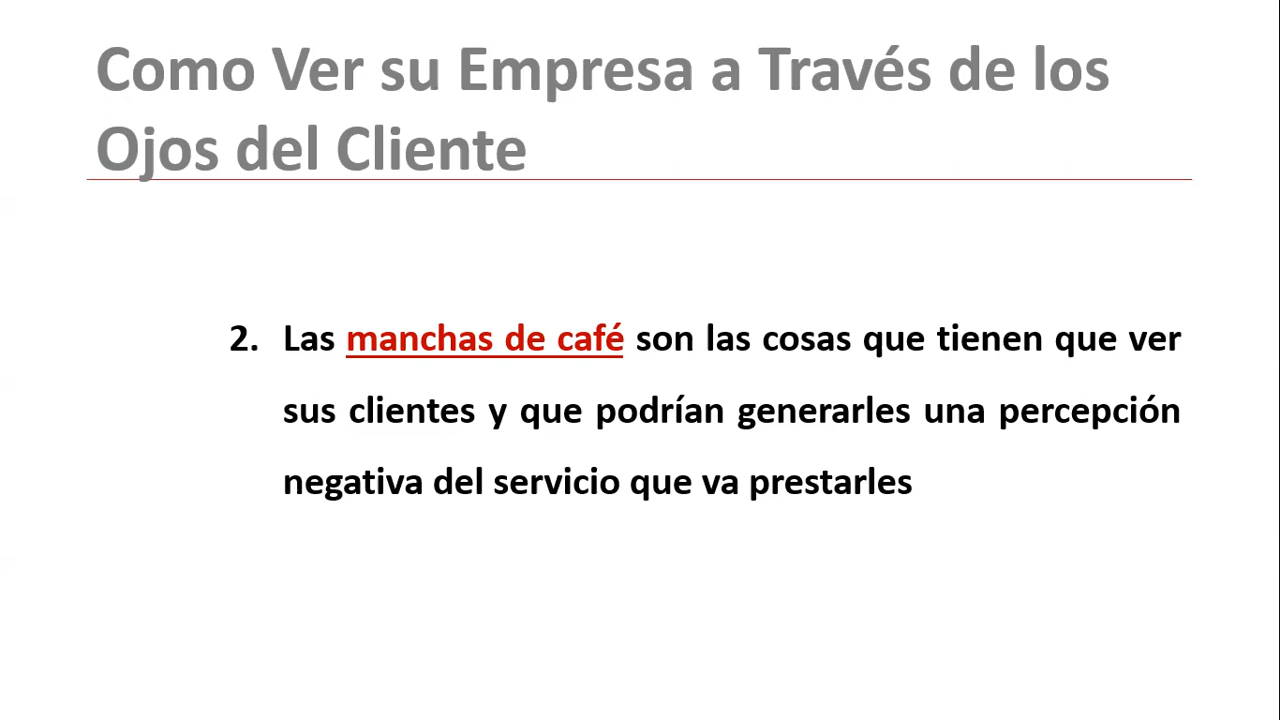 Como Ver su Empresa a Través de los
Ojos del Cliente
2. Las manchas de café son las cosas que tienen que ver
sus clientes y que podrían generarles una percepción
negativa del servicio que va prestarles